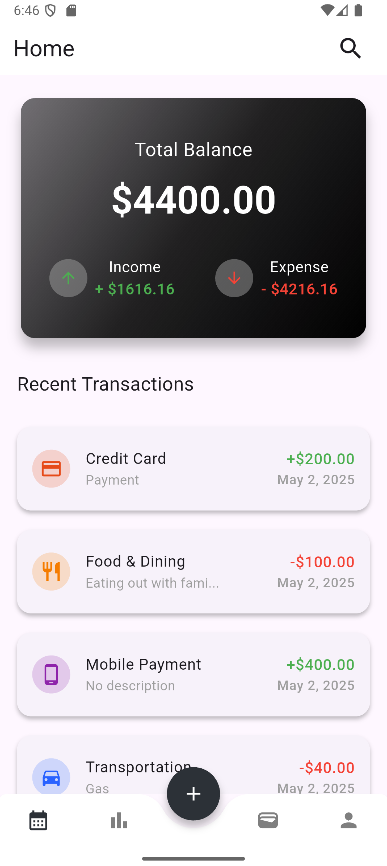 6:46
Home
Total Balance
$4400.00
Income
+ $1616.16
Expense
- $4216.16
Recent Transactions
Credit Card
+$200.00
Payment
May 2, 2025
Food & Dining
-$100.00
Eating out with fami...
May 2, 2025
Mobile Payment
+$400.00
No description
May 2, 2025
Transportation
-$40.00
Gas
May 2, 2025